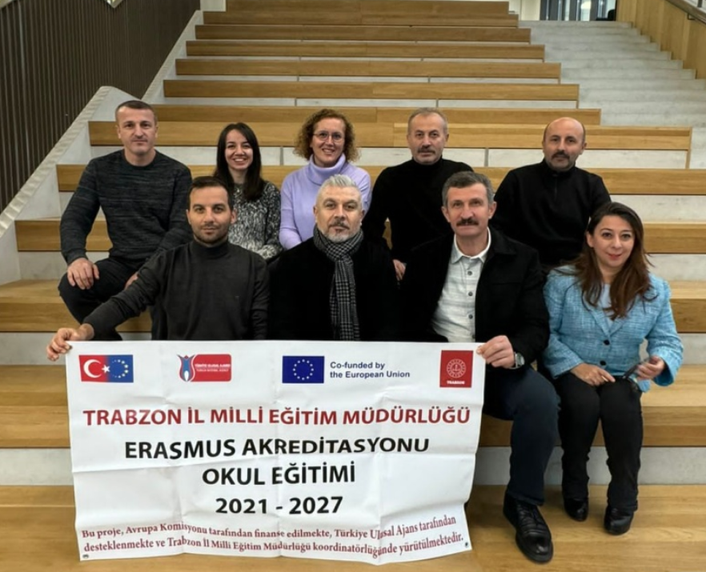 Co-funded by
the European Union
TRABZON
TRABZON İL MİLLİ EĞİTİM MÜDÜRLÜĞÜ
ERASMUS AKREDİTASYONU
OKUL EĞİTİMİ
2021 - 2027
Bu proje, Avrupa Komisyonu tarafından finanse edilmekte, Türkiye Ulusal Ajans tarafından
desteklenmekte ve Trabzon İl Milli Eğitim Müdürlüğü koordinatörlüğünde yürütülmektedir.